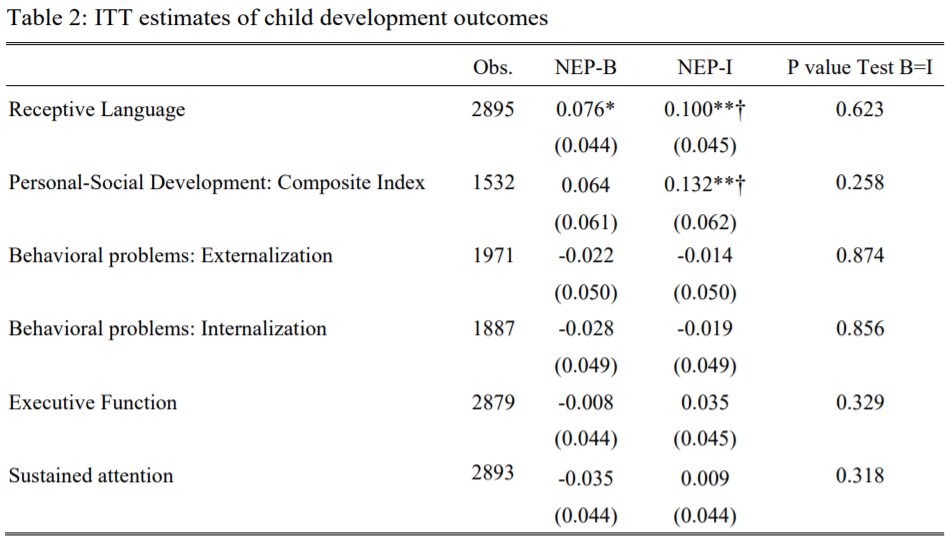 Table 2: ITT estimates of child development outcomes
Obs. NEP-B NEP-I P value Test B=I
Receptive Language 2895 0.076* 0.100**† 0.623
(0.044) (0.045)
Personal-Social Development: Composite Index 1532 0.064 0.132**† 0.258
(0.061) (0.062)
Behavioral problems: Externalization 1971 -0.022 -0.014 0.874
(0.050) (0.050)
Behavioral problems: Internalization 1887 -0.028 -0.019 0.856
(0.049) (0.049)
Executive Function 2879 -0.008 0.035 0.329
(0.044) (0.045)
Sustained attention 2893 -0.035 0.009 0.318
(0.044) (0.044)